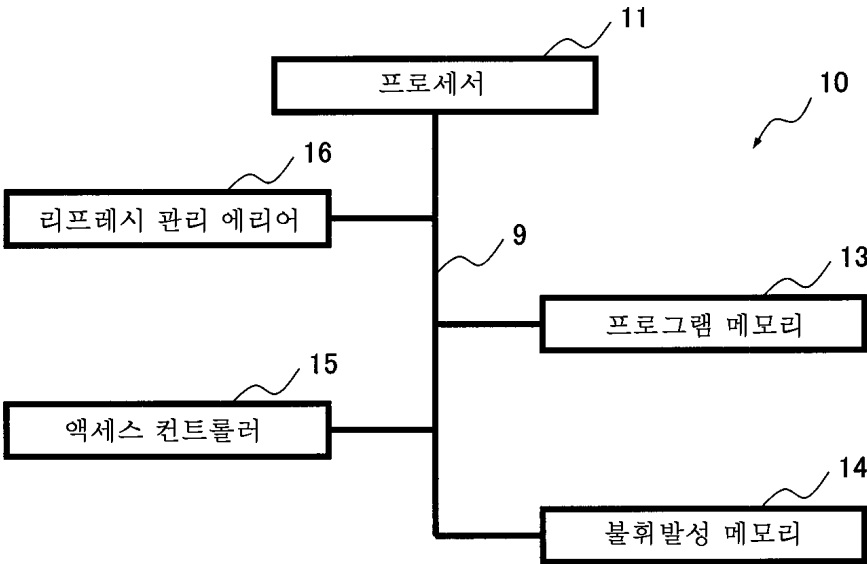 11
프로세서
10
16
리프레시 관리 에리어
9
13
프로그램 메모리
15
액세스 컨트롤러
14
불휘발성 메모리